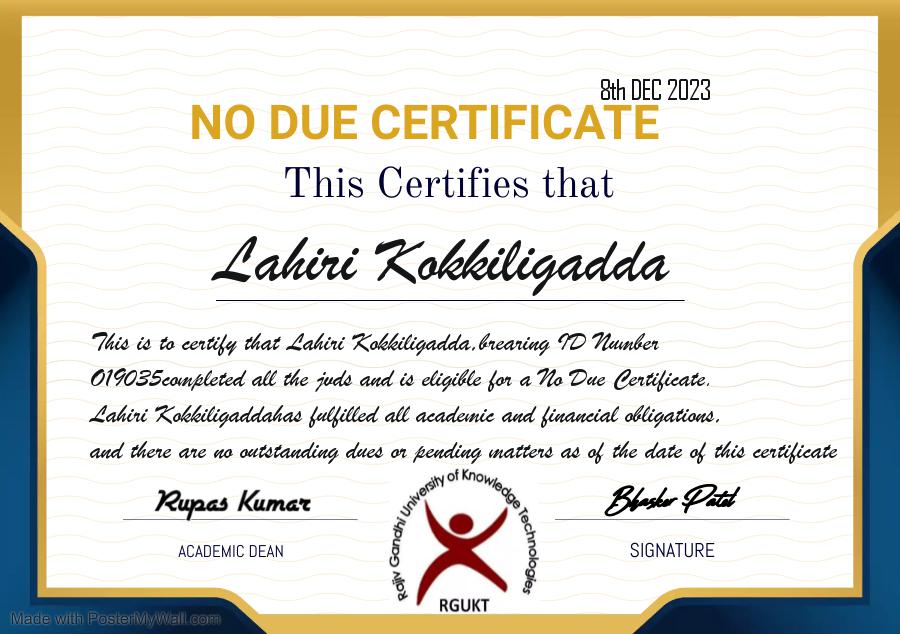 8th DEC 2023
NO DUE CERTIFICATE
This Certifies that
Lahiri Kokkiligadda
This is to certify that Lahiri Kokkiligadda,brearing ID Number
O19035completed all the jvds and is eligible for a No Due Certificate.
Lahiri Kokkiligaddahas fulfilled all academic and financial obligations,
and there are no outstanding dues or pending matters as of the date of this certificate
Rupas Kumar
ACADEMIC DEAN
Rajiv Gandhi University of Knowledge Technologies
RGUKT
Bhasker Patel
SIGNATURE
Made with PosterMyWall.com